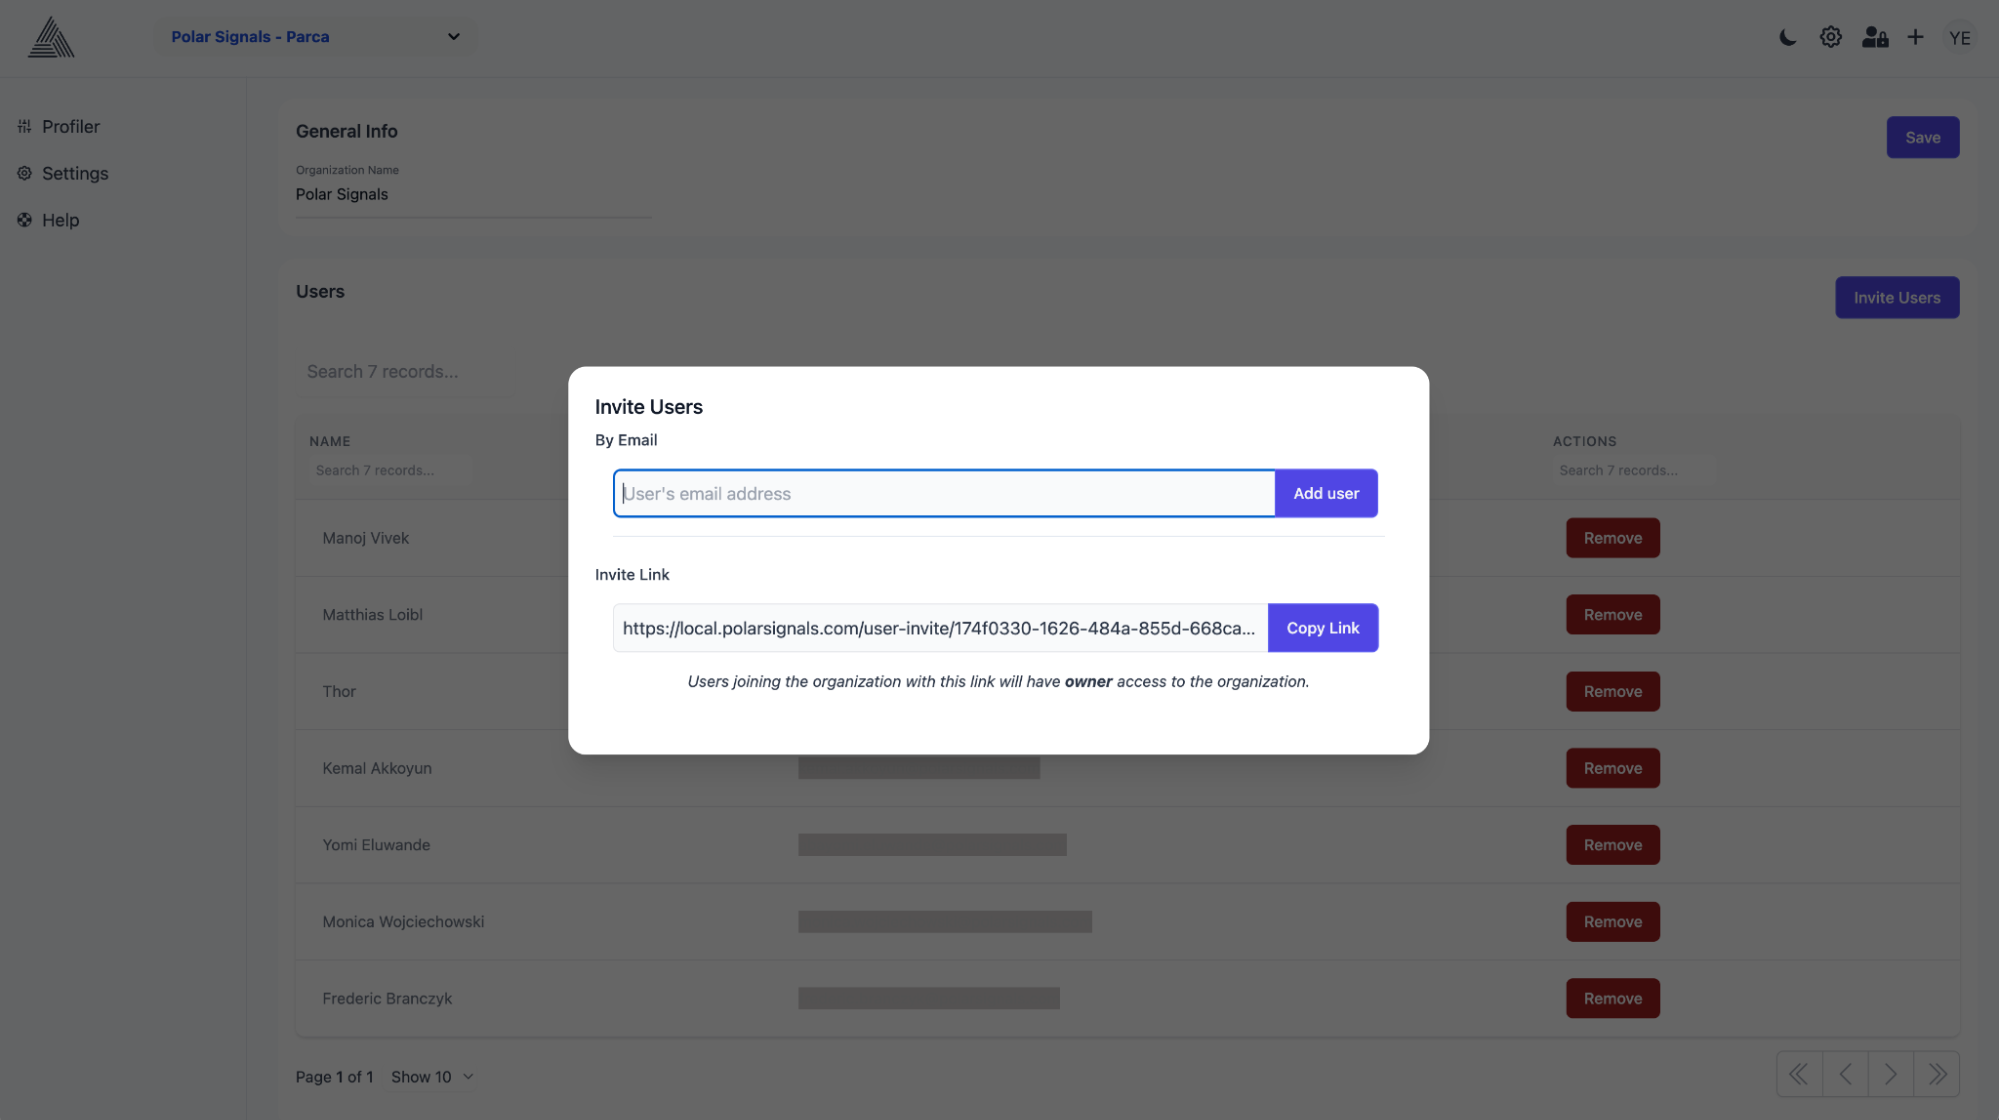 Polar Signals - Parca
YE
Profiler
Settings
Help
General Info
Save
Organization Name
Polar Signals
Users
Invite Users
Search 7 records...
NAME
ACTIONS
Search 7 records...
Search 7 records...
Manoj Vivek
Remove
Matthias Loibl
Remove
Thor
Remove
Kemal Akkoyun
Remove
Yomi Eluwande
Remove
Monica Wojciechowski
Remove
Frederic Branczyk
Remove
Page 1 of 1 Show 10
Invite Users
By Email
User's email address
Add user
Invite Link
https://local.polarsignals.com/user-invite/174f0330-1626-484a-855d-668ca...
Copy Link
Users joining the organization with this link will have owner access to the organization.